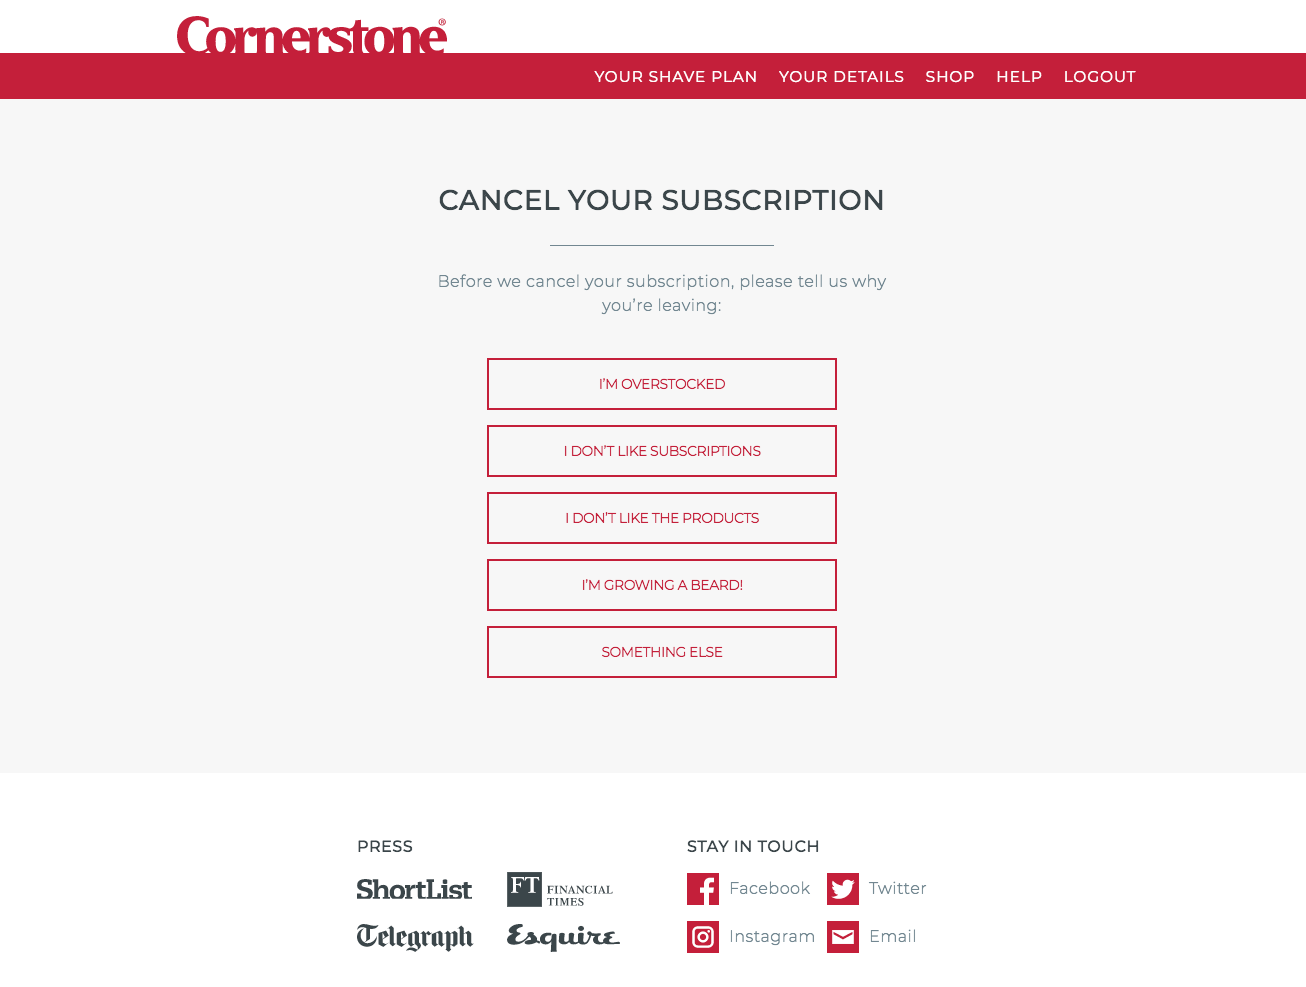 Cornerstone®
YOUR SHAVE PLAN YOUR DETAILS SHOP HELP LOGOUT
CANCEL YOUR SUBSCRIPTION
Before we cancel your subscription, please tell us why
you’re leaving:
I’M OVERSTOCKED
I DON’T LIKE SUBSCRIPTIONS
I DON’T LIKE THE PRODUCTS
I’M GROWING A BEARD!
SOMETHING ELSE
PRESS
ShortList
FT FINANCIAL
TIMES
Telegraph
Esquire
STAY IN TOUCH
Facebook
Twitter
Instagram
Email